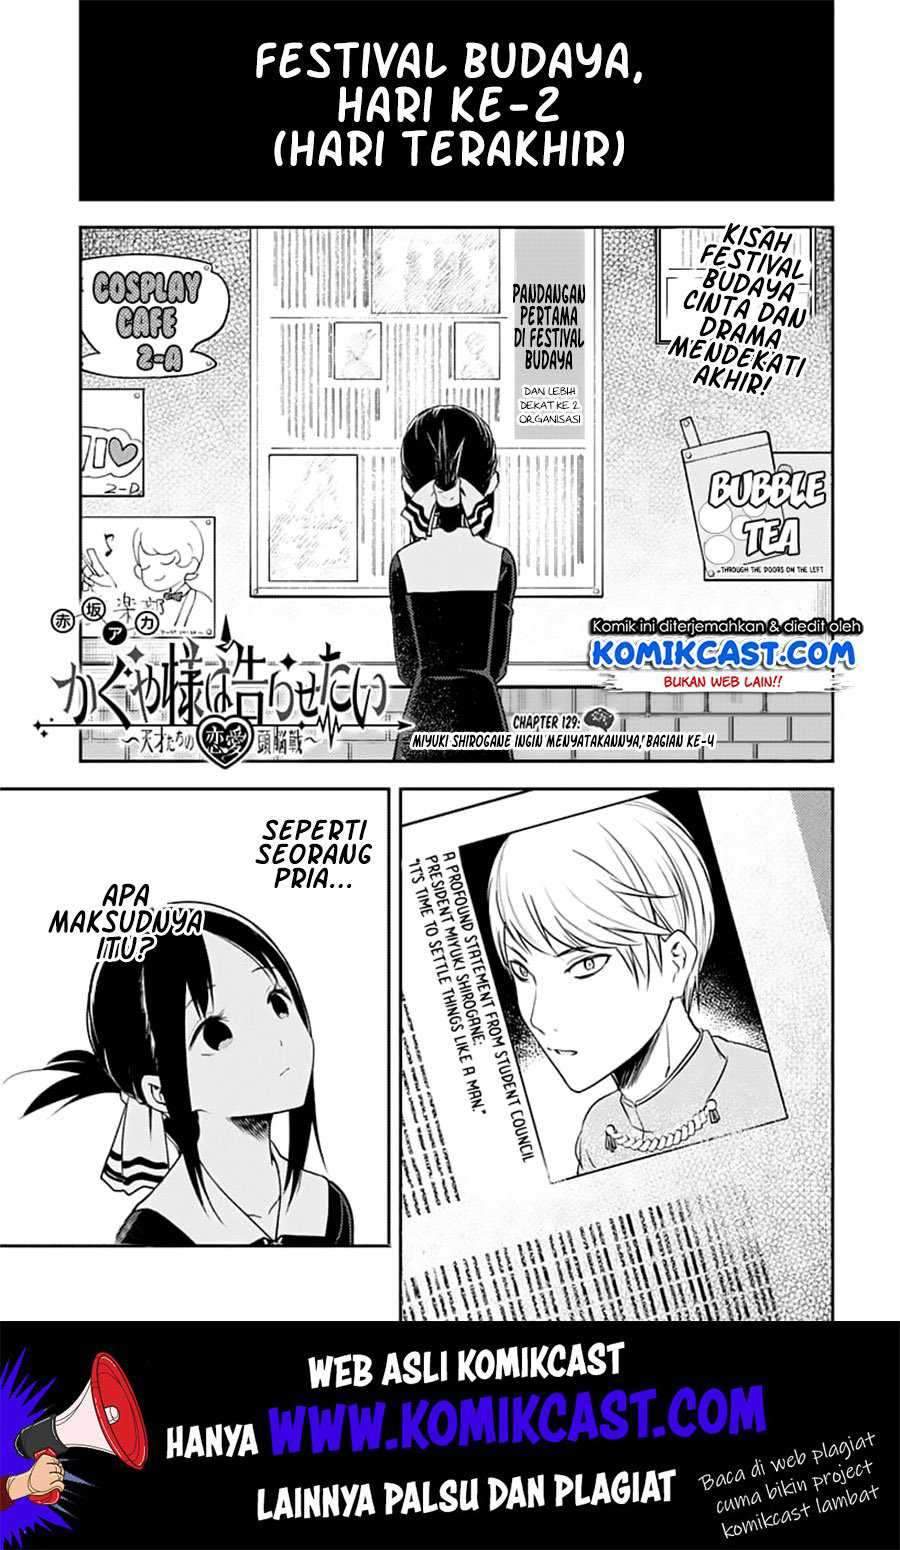 FESTIVAL BUDAYA,
HARI KE-2
(HARI TERAKHIR)
KISAH
FESTIVAL
BUDAYA
CINTA DAN
DRAMA
MENDEKATI
AKHIR!
PANDANGAN
PERTAMA
DI FESTIVAL
BUDAYA
DAN LEBIH
DEKAT KE 2
ORGANISASI
COSPLAY
CAFE
2-A
2-D
楽部
BUBBLE
TEA
THROUGH THE DOORS ON THE LEFT
赤坂アカ
かぐや様は告らせたい
～天才たちの恋愛頭脳戦～
Komik ini diterjemahkan & diedit oleh
KOMIKCAST.COM
BUKAN WEB LAIN!!
CHAPTER 129:
MIYUKI SHIROGANE INGIN MENYATAKANNYA,' BAGIAN KE-4
A PROFOUND STATEMENT FROM STUDENT COUNCIL
PRESIDENT MIYUKI SHIROGANE:
"IT'S TIME TO SETTLE THINGS LIKE A MAN."
SEPERTI
SEORANG
PRIA...
APA
MAKSUDNYA
ITU?
WEB ASLI KOMIKCAST
HANYA WWW.KOMIKCAST.COM
LAINNYA PALSU DAN PLAGIAT
Baca di web plagiat
cuma bikin project
komikcast lambat